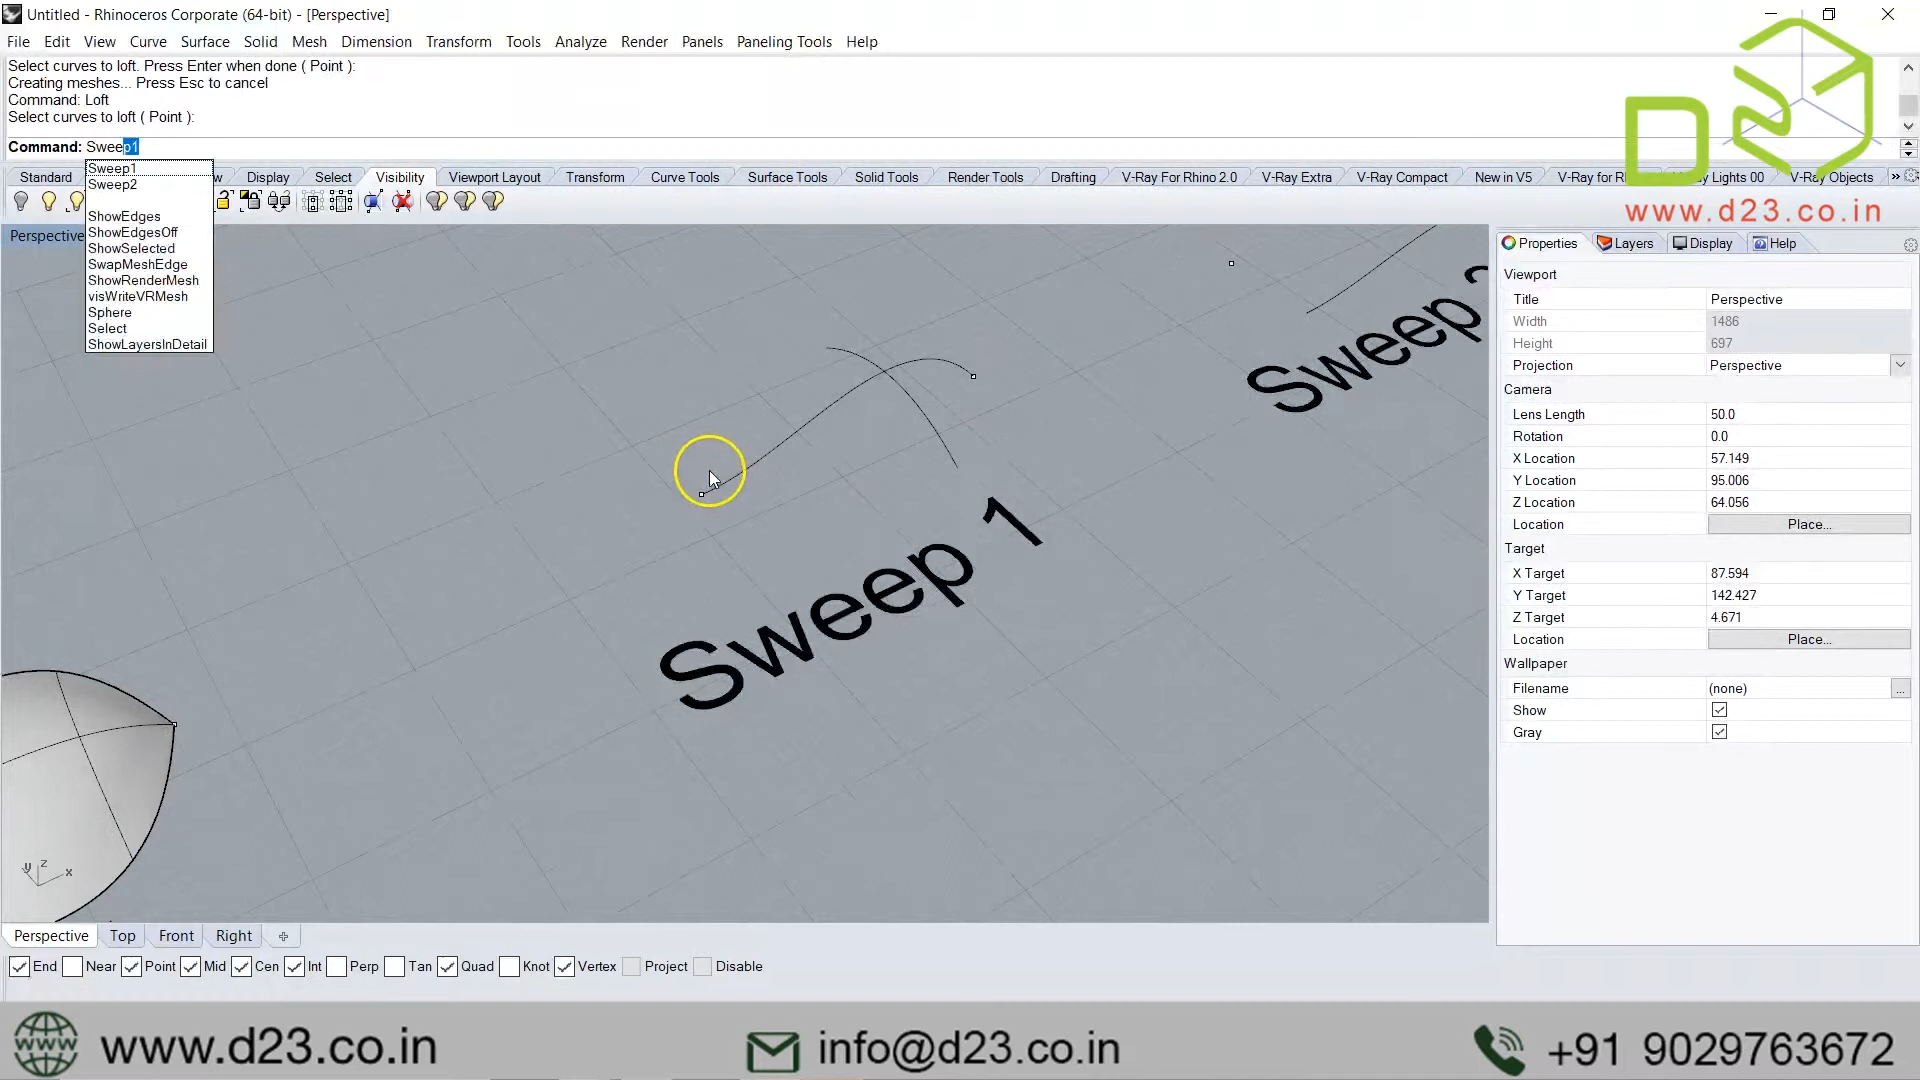 Untitled - Rhinoceros Corporate (64-bit) - [Perspective]
File Edit View Curve Surface Solid Mesh Dimension Transform Tools Analyze Render Panels Paneling Tools Help
Select curves to loft. Press Enter when done ( Point ):
Creating meshes... Press Esc to cancel
Command: Loft
Select curves to loft ( Point ):
Command: Sweep1
Sweep1
Sweep2
ShowEdges
ShowEdgesOff
ShowSelected
SwapMeshEdge
ShowRenderMesh
visWriteVRMesh
Sphere
Select
ShowLayersInDetail
Standard Display Select Visibility Viewport Layout Transform Curve Tools Surface Tools Solid Tools Render Tools Drafting V-Ray For Rhino 2.0 V-Ray Extra V-Ray Compact New in V5 V-Ray for Lights 00 V-Ray Objects »
D23
www.d23.co.in
Perspective
Sweep 1
Sweep
z
y
x
Properties Layers Display Help
Viewport
Title Perspective
Width 1486
Height 697
Projection Perspective
Camera
Lens Length 50.0
Rotation 0.0
X Location 57.149
Y Location 95.006
Z Location 64.056
Location Place...
Target
X Target 87.594
Y Target 142.427
Z Target 4.671
Location Place...
Wallpaper
Filename (none) ...
Show
Gray
Perspective Top Front Right
End Near Point Mid Cen Int Perp Tan Quad Knot Vertex Project Disable
www www.d23.co.in info@d23.co.in +91 9029763672